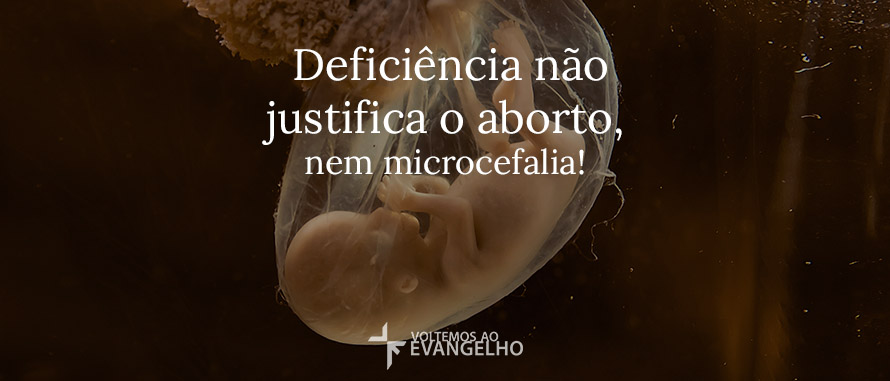 Deficiência não
justifica o aborto,
nem microcefalia!
VOLTEMOS AO
EVANGELHO